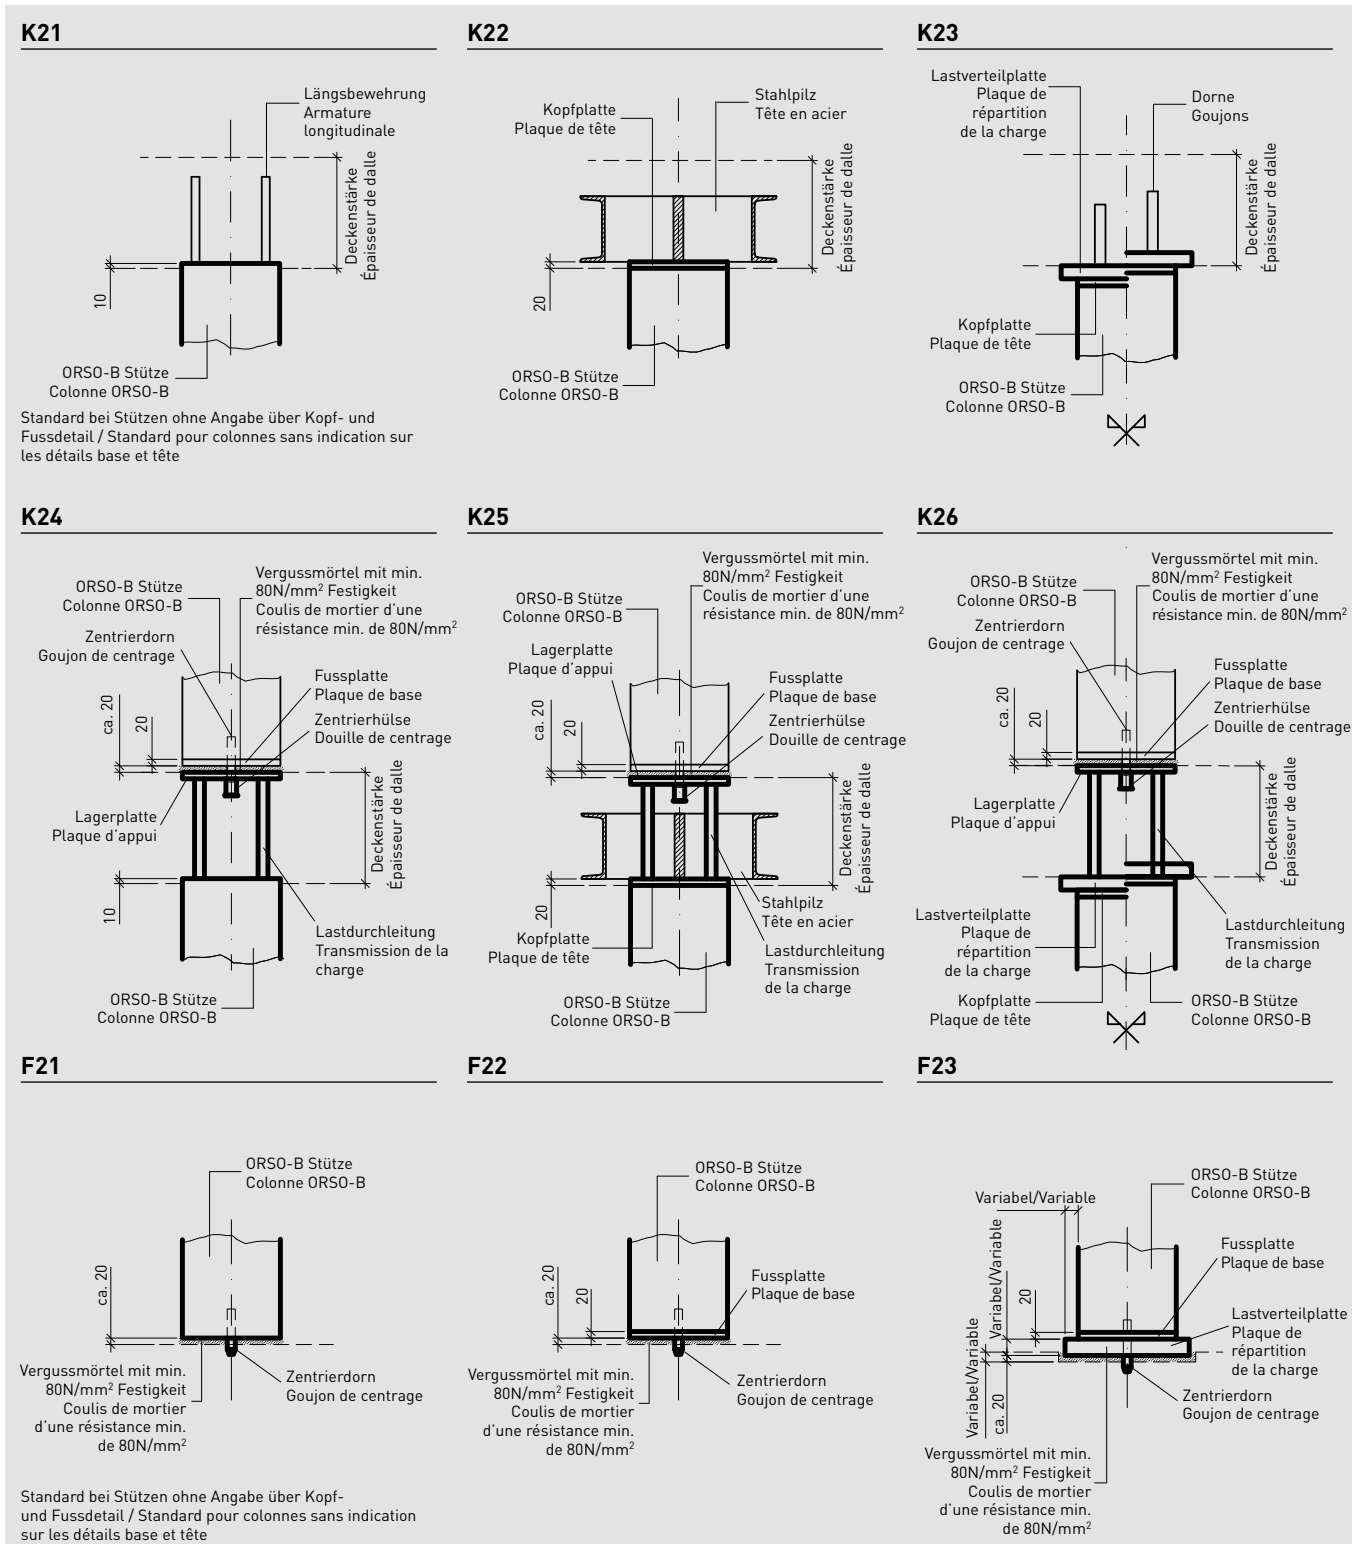 K21
Längsbewehrung
Armature
longitudinale
Deckenstärke
Épaisseur de dalle
10
ORSO-B Stütze
Colonne ORSO-B
Standard bei Stützen ohne Angabe über Kopf- und
Fussdetail / Standard pour colonnes sans indication sur
les détails base et tête
K22
Kopfplatte
Plaque de tête
Stahlpilz
Tête en acier
Deckenstärke
Épaisseur de dalle
20
ORSO-B Stütze
Colonne ORSO-B
K23
Lastverteilplatte
Plaque de
répartition
de la charge
Dorne
Goujons
Deckenstärke
Épaisseur de dalle
Kopfplatte
Plaque de tête
ORSO-B Stütze
Colonne ORSO-B
K24
ORSO-B Stütze
Colonne ORSO-B
Zentrierdorn
Goujon de centrage
Vergussmörtel mit min.
80N/mm² Festigkeit
Coulis de mortier d'une
résistance min. de 80N/mm²
Fussplatte
Plaque de base
Zentrierhülse
Douille de centrage
ca. 20
20
Lagerplatte
Plaque d'appui
Deckenstärke
Épaisseur de dalle
10
Lastdurchleitung
Transmission de la
charge
ORSO-B Stütze
Colonne ORSO-B
K25
Vergussmörtel mit min.
80N/mm² Festigkeit
Coulis de mortier d'une
résistance min. de 80N/mm²
ORSO-B Stütze
Colonne ORSO-B
Lagerplatte
Plaque d'appui
Fussplatte
Plaque de base
Zentrierhülse
Douille de centrage
ca. 20
20
Deckenstärke
Épaisseur de dalle
20
Stahlpilz
Tête en acier
Kopfplatte
Plaque de tête
Lastdurchleitung
Transmission
de la charge
ORSO-B Stütze
Colonne ORSO-B
K26
Vergussmörtel mit min.
80N/mm² Festigkeit
Coulis de mortier d'une
résistance min. de 80N/mm²
ORSO-B Stütze
Colonne ORSO-B
Zentrierdorn
Goujon de centrage
Fussplatte
Plaque de base
Zentrierhülse
Douille de centrage
ca. 20
20
Lagerplatte
Plaque d'appui
Deckenstärke
Épaisseur de dalle
Lastverteilplatte
Plaque de
répartition
de la charge
Lastdurchleitung
Transmission
de la charge
Kopfplatte
Plaque de tête
ORSO-B Stütze
Colonne ORSO-B
F21
ORSO-B Stütze
Colonne ORSO-B
ca. 20
Vergussmörtel mit min.
80N/mm² Festigkeit
Coulis de mortier
d'une résistance min.
de 80N/mm²
Zentrierdorn
Goujon de centrage
Standard bei Stützen ohne Angabe über Kopf-
und Fussdetail / Standard pour colonnes sans indication
sur les détails base et tête
F22
ORSO-B Stütze
Colonne ORSO-B
ca. 20
20
Fussplatte
Plaque de base
Vergussmörtel mit min.
80N/mm² Festigkeit
Coulis de mortier
d'une résistance min.
de 80N/mm²
Zentrierdorn
Goujon de centrage
F23
ORSO-B Stütze
Colonne ORSO-B
Variabel/Variable
Variabel/Variable
Variabel/Variable
20
ca. 20
Fussplatte
Plaque de base
Lastverteilplatte
Plaque de
répartition
de la charge
Zentrierdorn
Goujon de centrage
Vergussmörtel mit min.
80N/mm² Festigkeit
Coulis de mortier
d'une résistance min.
de 80N/mm²